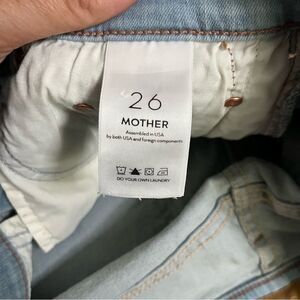 26
MOTHER
Assembled in USA
by both USA and foreign components
DO YOUR OWN LAUNDRY